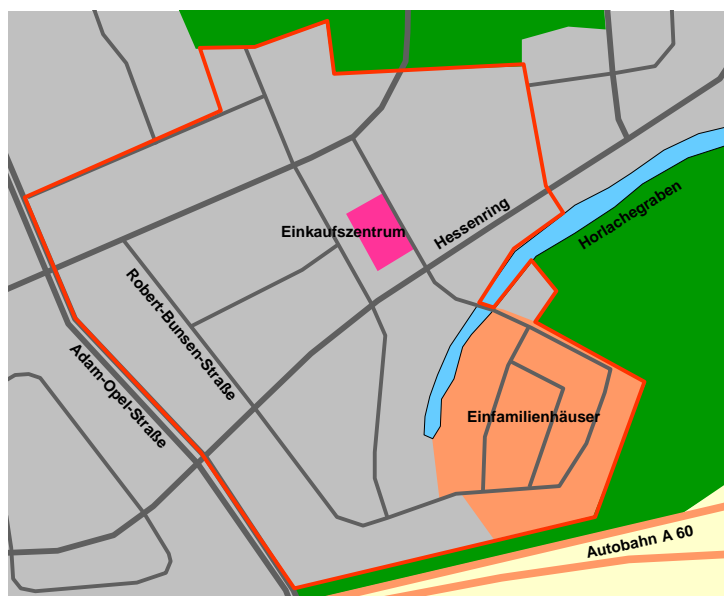 Einkaufszentrum
Hessenring
Horlachegraben
Robert-Bunsen-Straße
Adam-Opel-Straße
Einfamilienhäuser
Autobahn A 60